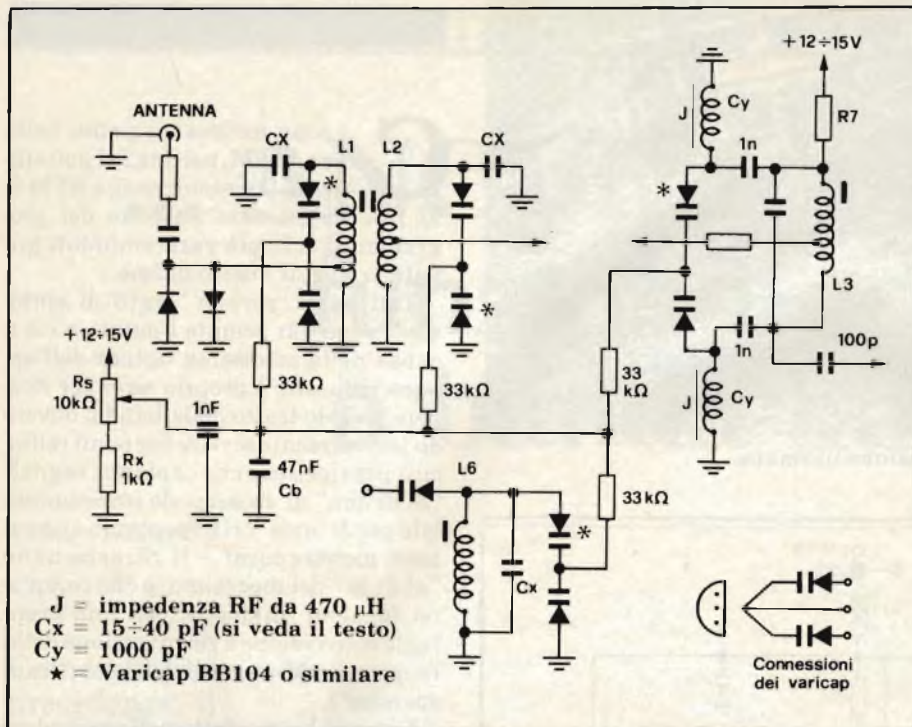 ANTENNA
CX
L1
L2
CX
+12÷15V
J
Cy
1n
R7
L3
1n
100p
J
Cy
33kΩ
33kΩ
33
kΩ
33kΩ
+12÷15V
Rs
10kΩ
Rx
1kΩ
1nF
47nF
Cb
L6
Cx
*
*
*
*
J = impedenza RF da 470 µH
Cx = 15÷40 pF (si veda il testo)
Cy = 1000 pF
★ = Varicap BB104 o similare
Connessioni
dei varicap